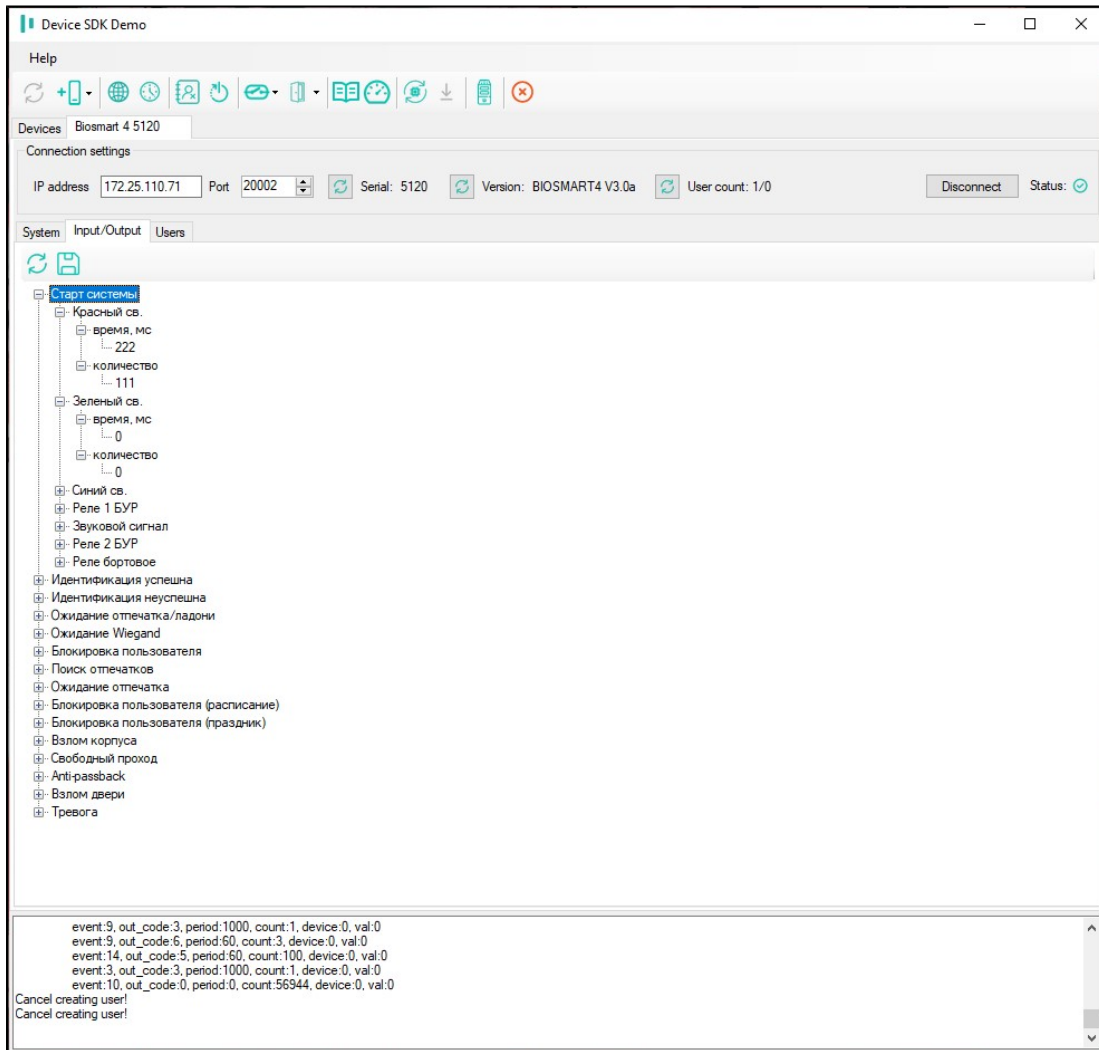 Device SDK Demo
Help
Devices Biosmart 4 5120
Connection settings
IP address 172.25.110.71 Port 20002 Serial: 5120 Version: BIOSMART4 V3.0a User count: 1/0 Disconnect Status:
System Input/Output Users
Старт системы
Красный св.
время, мс
222
количество
111
Зеленый св.
время, мс
0
количество
0
Синий св.
Реле 1 БУР
Звуковой сигнал
Реле 2 БУР
Реле бортовое
Идентификация успешна
Идентификация неуспешна
Ожидание отпечатка/ладони
Ожидание Wiegand
Блокировка пользователя
Поиск отпечатков
Ожидание отпечатка
Блокировка пользователя (расписание)
Блокировка пользователя (праздник)
Взлом корпуса
Свободный проход
Anti-passback
Взлом двери
Тревога
event:9, out_code:3, period:1000, count:1, device:0, val:0
event:9, out_code:6, period:60, count:3, device:0, val:0
event:14, out_code:5, period:60, count:100, device:0, val:0
event:3, out_code:3, period:1000, count:1, device:0, val:0
event:10, out_code:0, period:0, count:56944, device:0, val:0
Cancel creating user!
Cancel creating user!